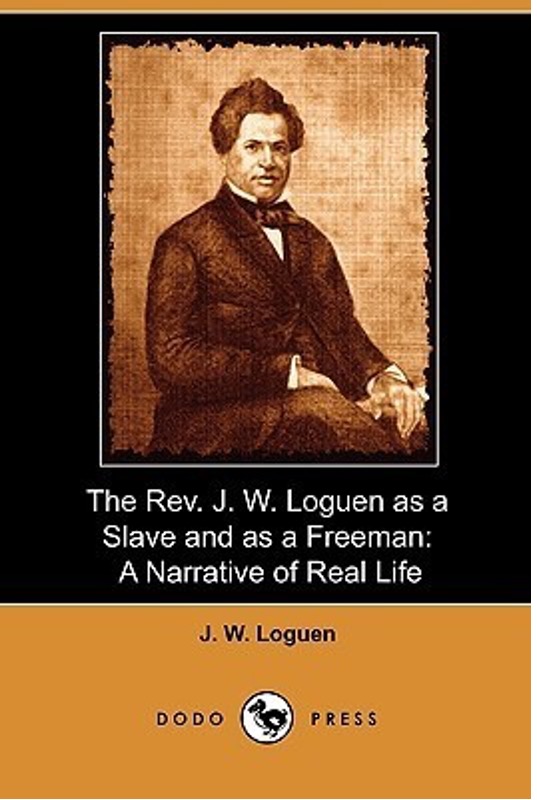 The Rev. J. W. Loguen as a
Slave and as a Freeman:
A Narrative of Real Life
J. W. Loguen
DODO PRESS